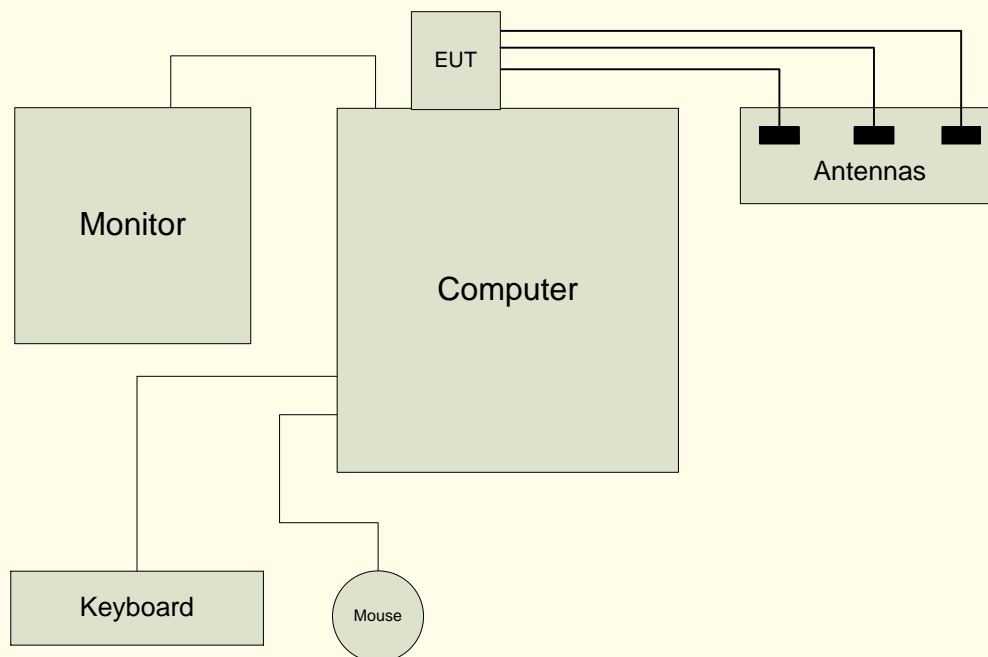 EUT
Antennas
Monitor
Computer
Keyboard
Mouse